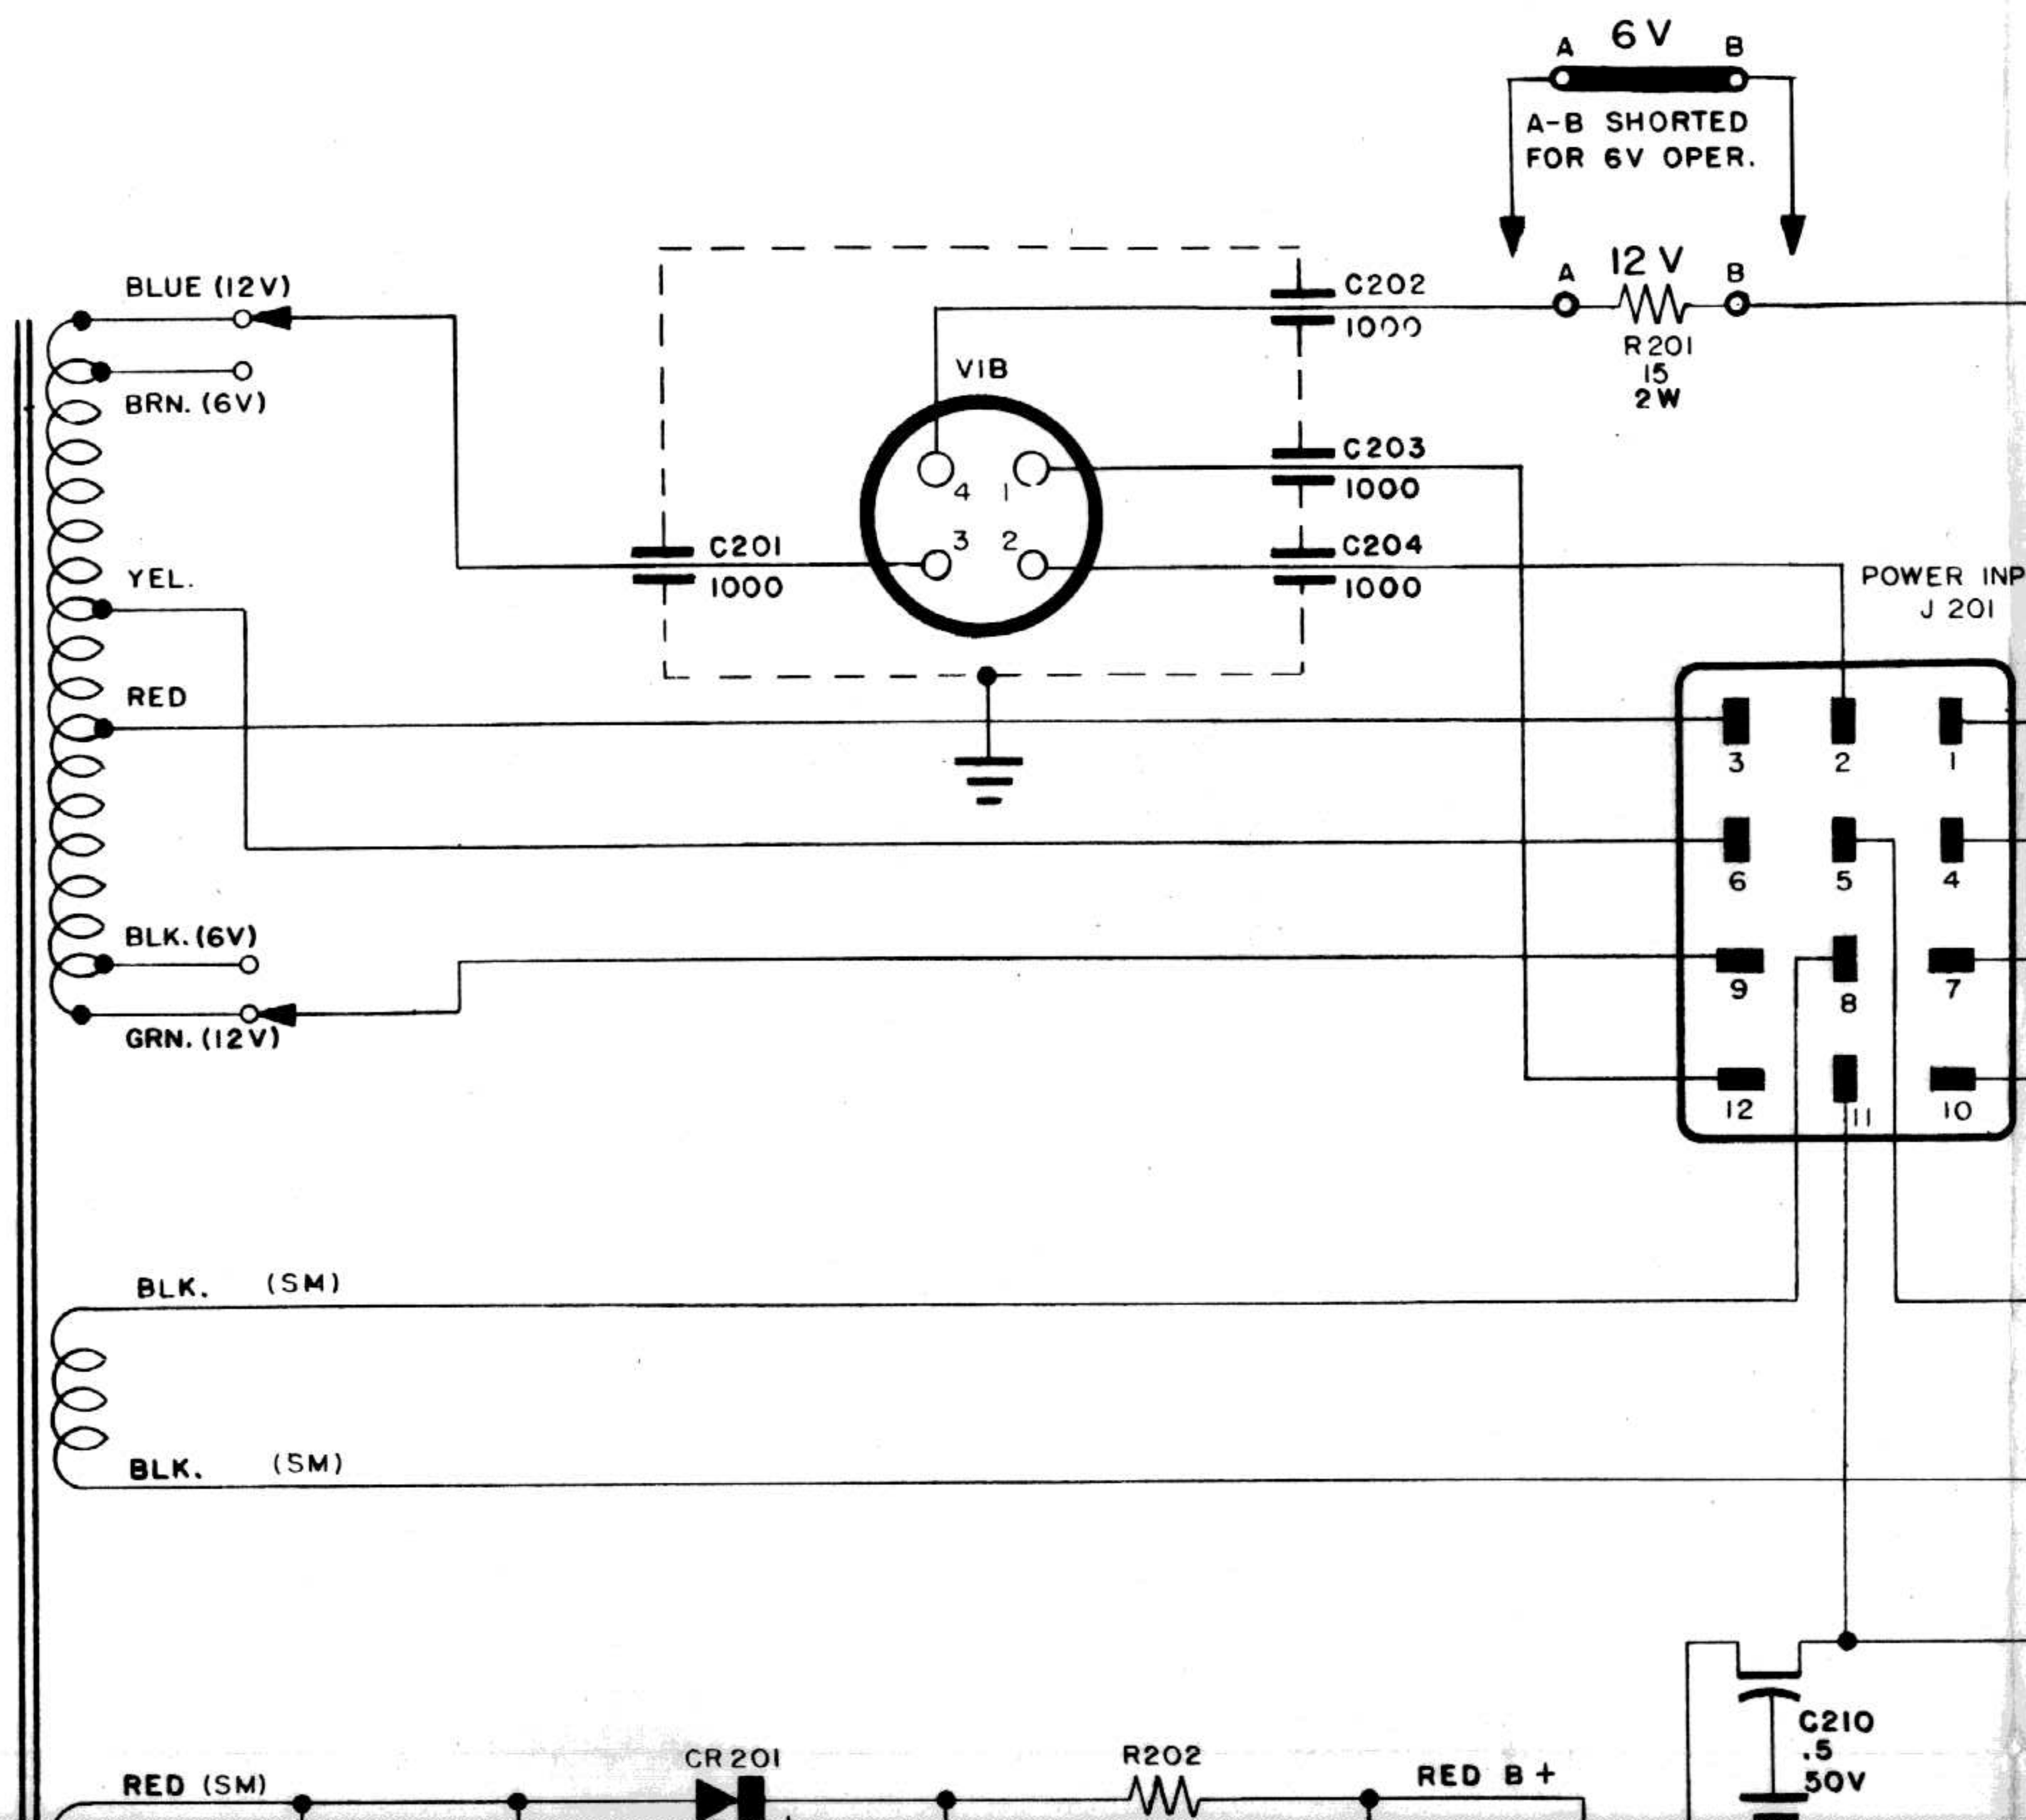 A 6V B
A-B SHORTED
FOR 6V OPER.
BLUE (12V)
BRN. (6V)
C202
1000
A 12V B
R201
15
2W
VIB
4 1
3 2
C203
1000
C201
1000
C204
1000
YEL.
RED
POWER INP
J 201
3 2 1
6 5 4
BLK. (6V)
GRN. (12V)
9 8 7
12 11 10
BLK. (SM)
BLK. (SM)
C210
.5
50V
RED (SM)
CR201
R202
RED B+